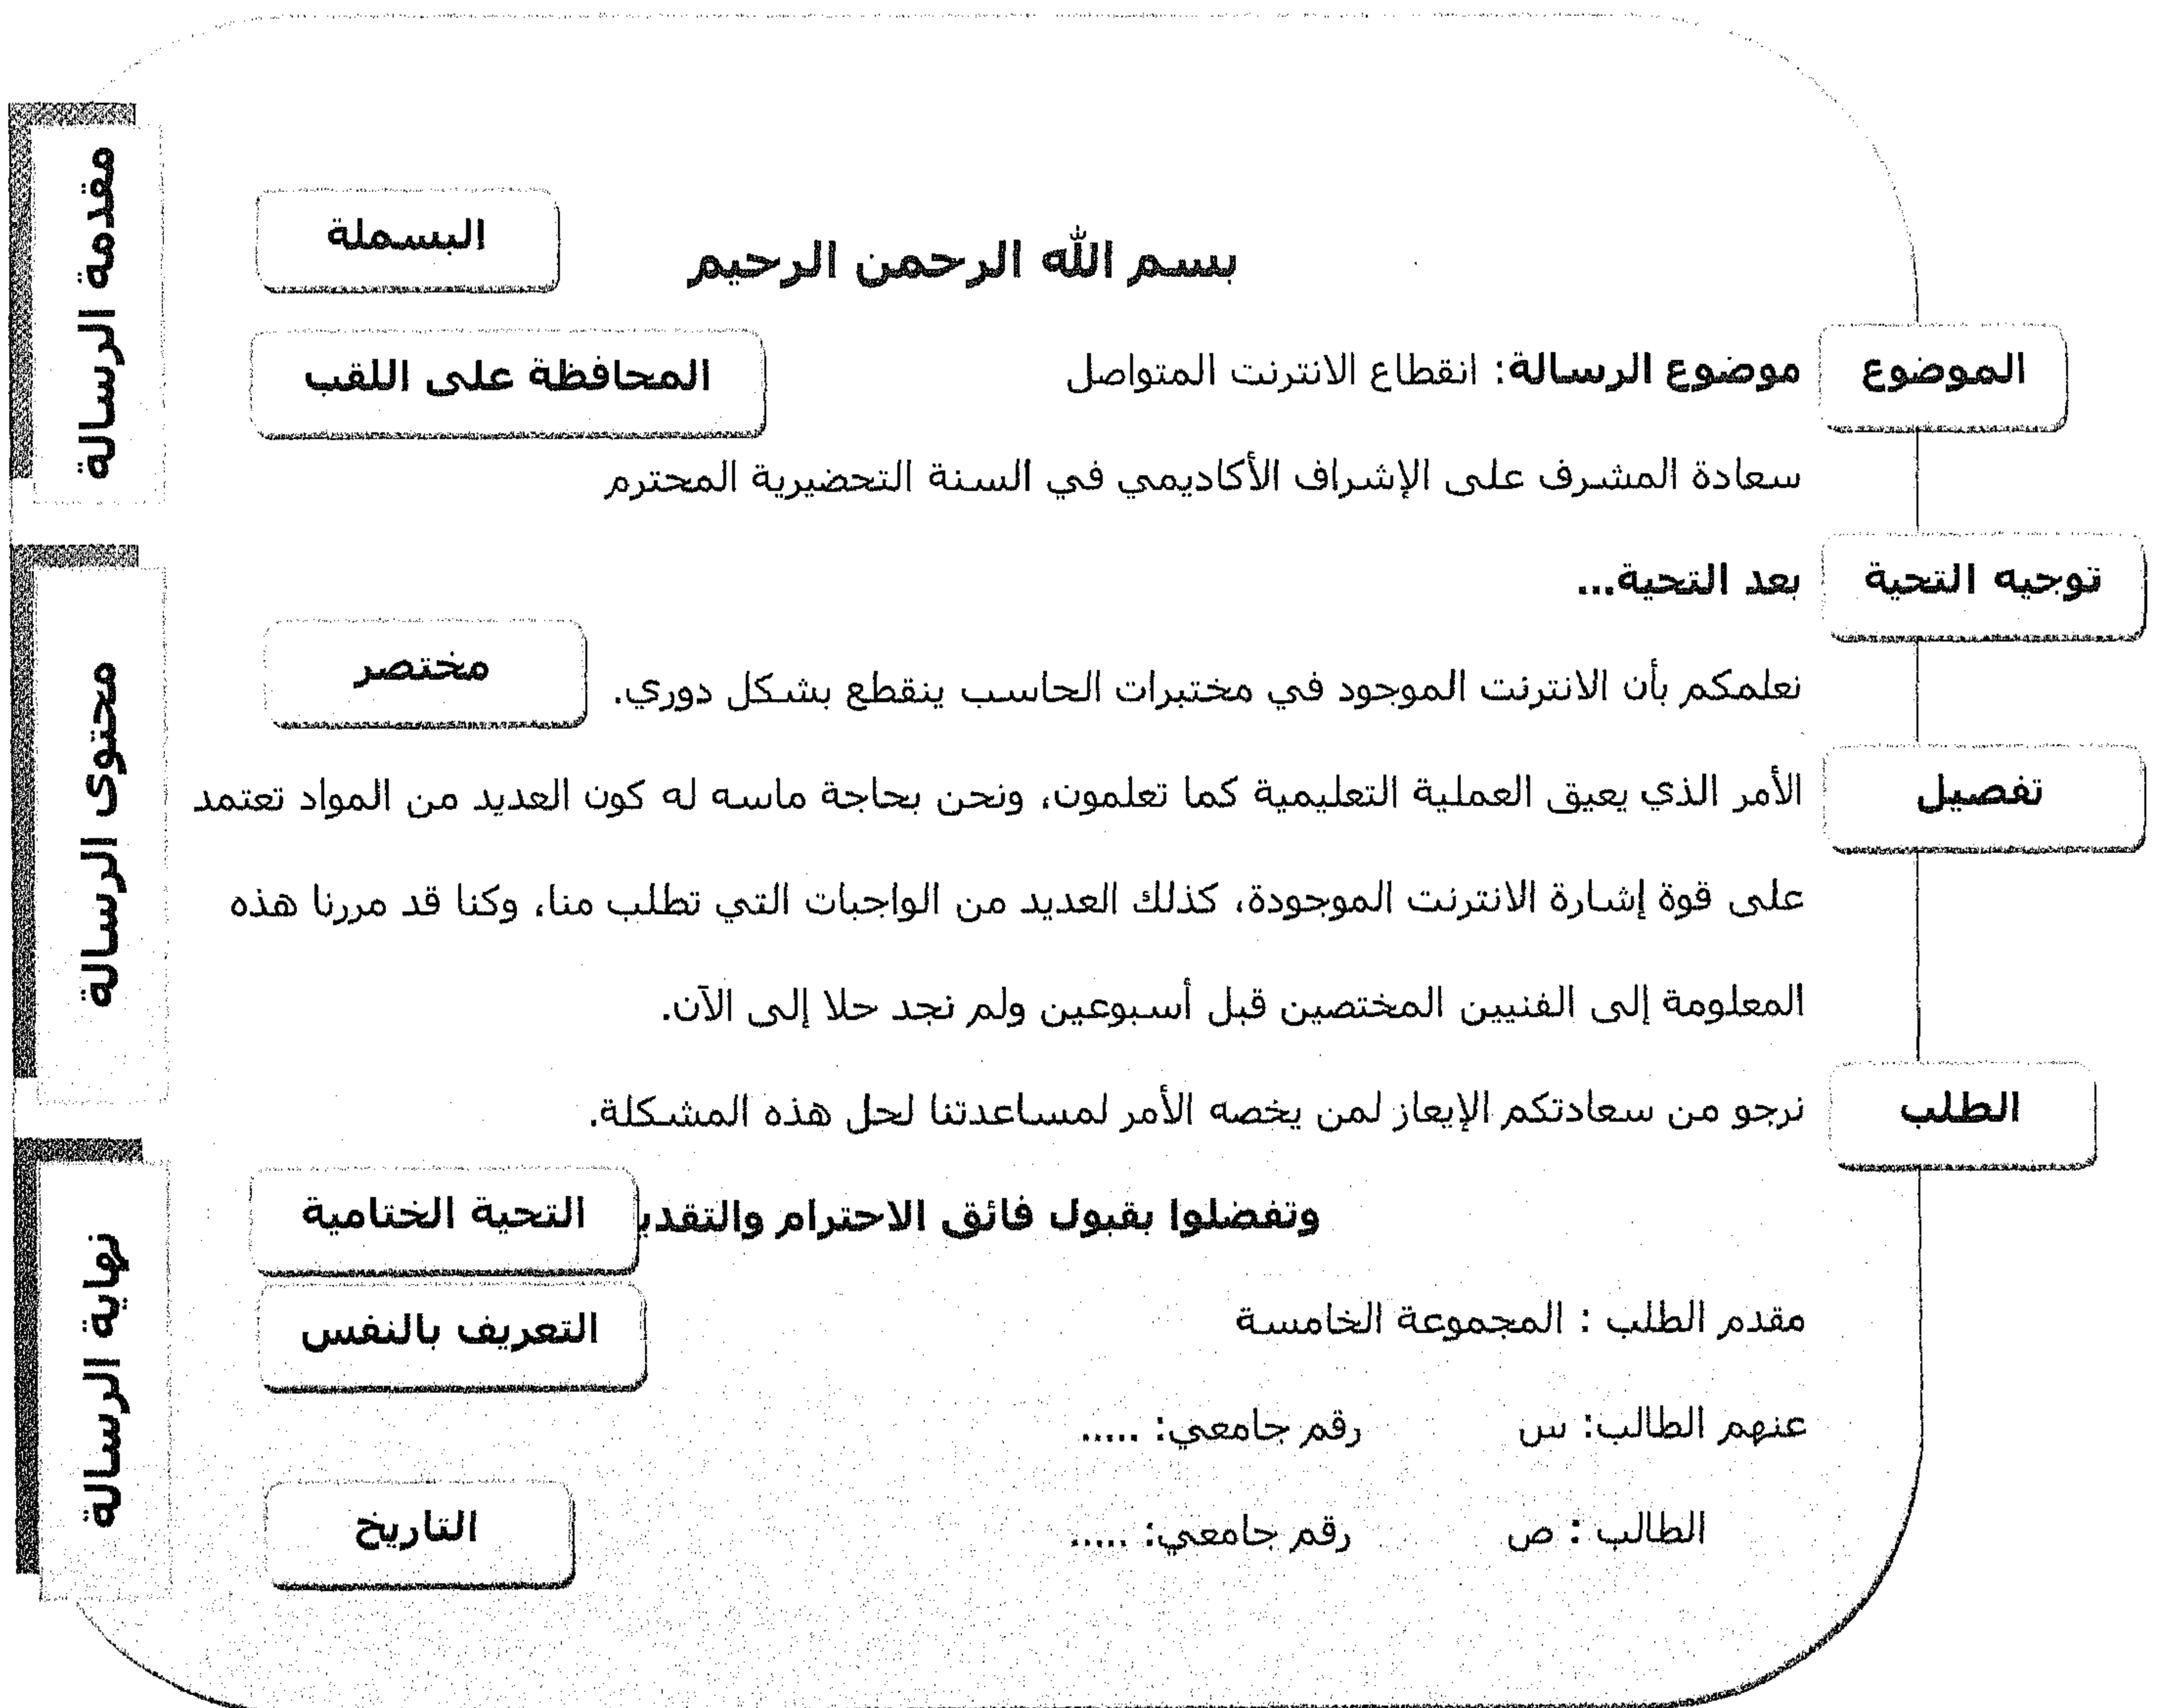 مقدمة الرسالة
البسملة
بسم الله الرحمن الرحيم
الموضوع
موضوع الرسالة: انقطاع الانترنت المتواصل
المحافظة على اللقب
سعادة المشرف على الإشراف الأكاديمي في السنة التحضيرية المحترم
توجيه التحية
بعد التحية...
محتوى الرسالة
نعلمكم بأن الانترنت الموجود في مختبرات الحاسب ينقطع بشكل دوري.
مختصر
تفصيل
الأمر الذي يعيق العملية التعليمية كما تعلمون، ونحن بحاجة ماسه له كون العديد من المواد تعتمد
على قوة إشارة الانترنت الموجودة، كذلك العديد من الواجبات التي تطلب منا، وكنا قد مررنا هذه
المعلومة إلى الفنيين المختصين قبل أسبوعين ولم نجد حلا إلى الآن.
الطلب
نرجو من سعادتكم الإيعاز لمن يخصه الأمر لمساعدتنا لحل هذه المشكلة.
نهاية الرسالة
وتفضلوا بقبول فائق الاحترام والتقدي
التحية الختامية
مقدم الطلب : المجموعة الخامسة
التعريف بالنفس
عنهم الطالب: س رقم جامعي: .....
الطالب : ص رقم جامعي: .....
التاريخ